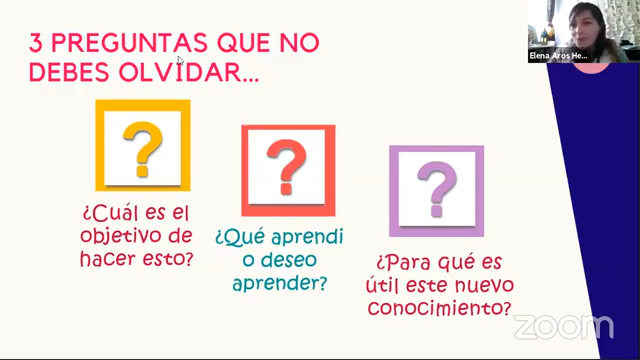 3 PREGUNTAS QUE NO
DEBES OLVIDAR...
Elena Aros He...
?
?
?
¿Cuál es el
objetivo de
hacer esto?
¿Qué aprendi
o deseo
aprender?
¿Para qué es
útil este nuevo
conocimiento?
zoom